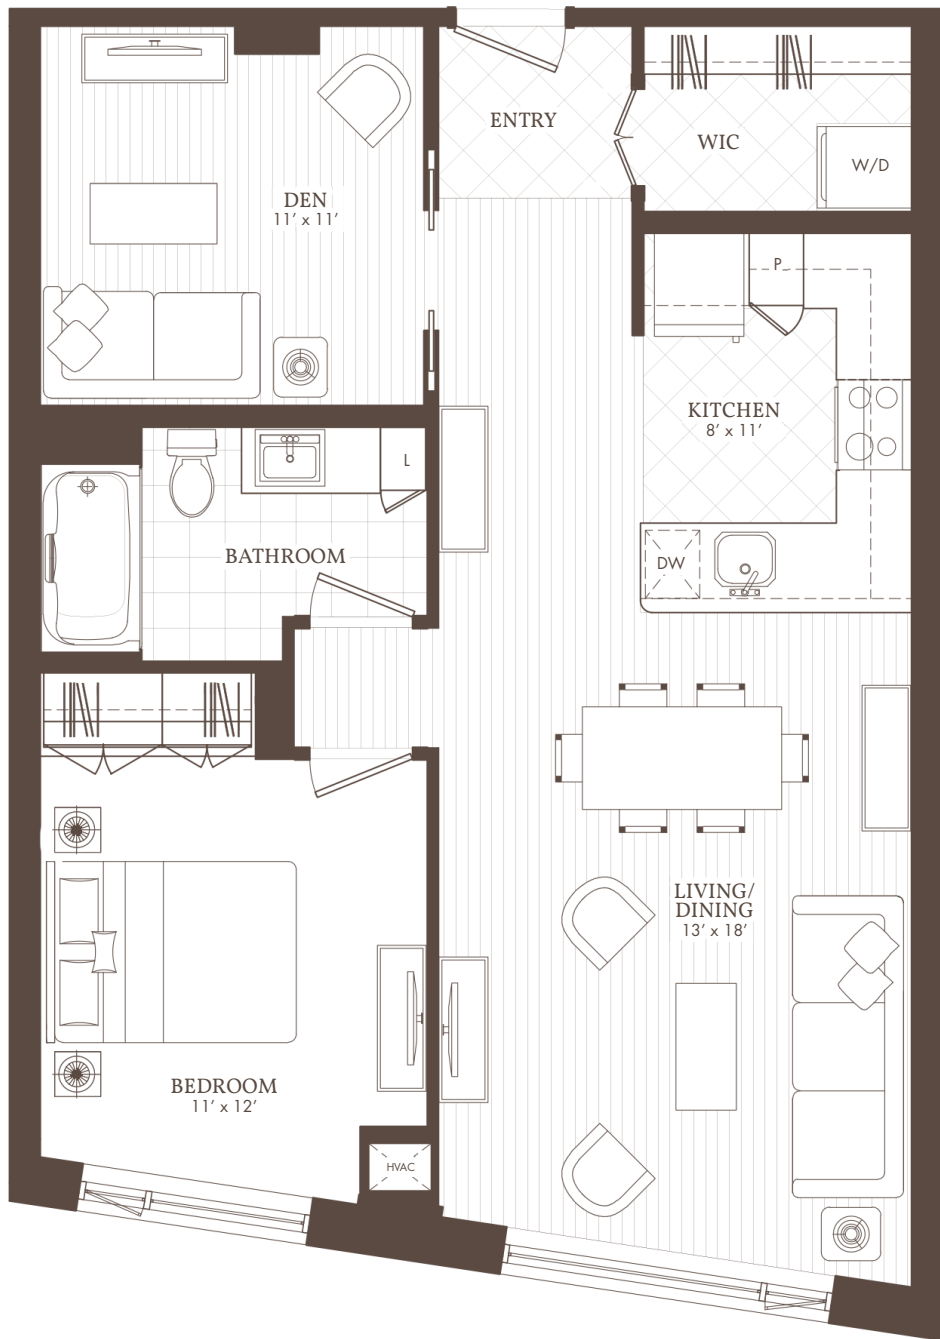 ENTRY
WIC
W/D
DEN
11’ x 11’
P
KITCHEN
8’ x 11’
L
BATHROOM
DW
LIVING/
DINING
13’ x 18’
BEDROOM
11’ x 12’
HVAC